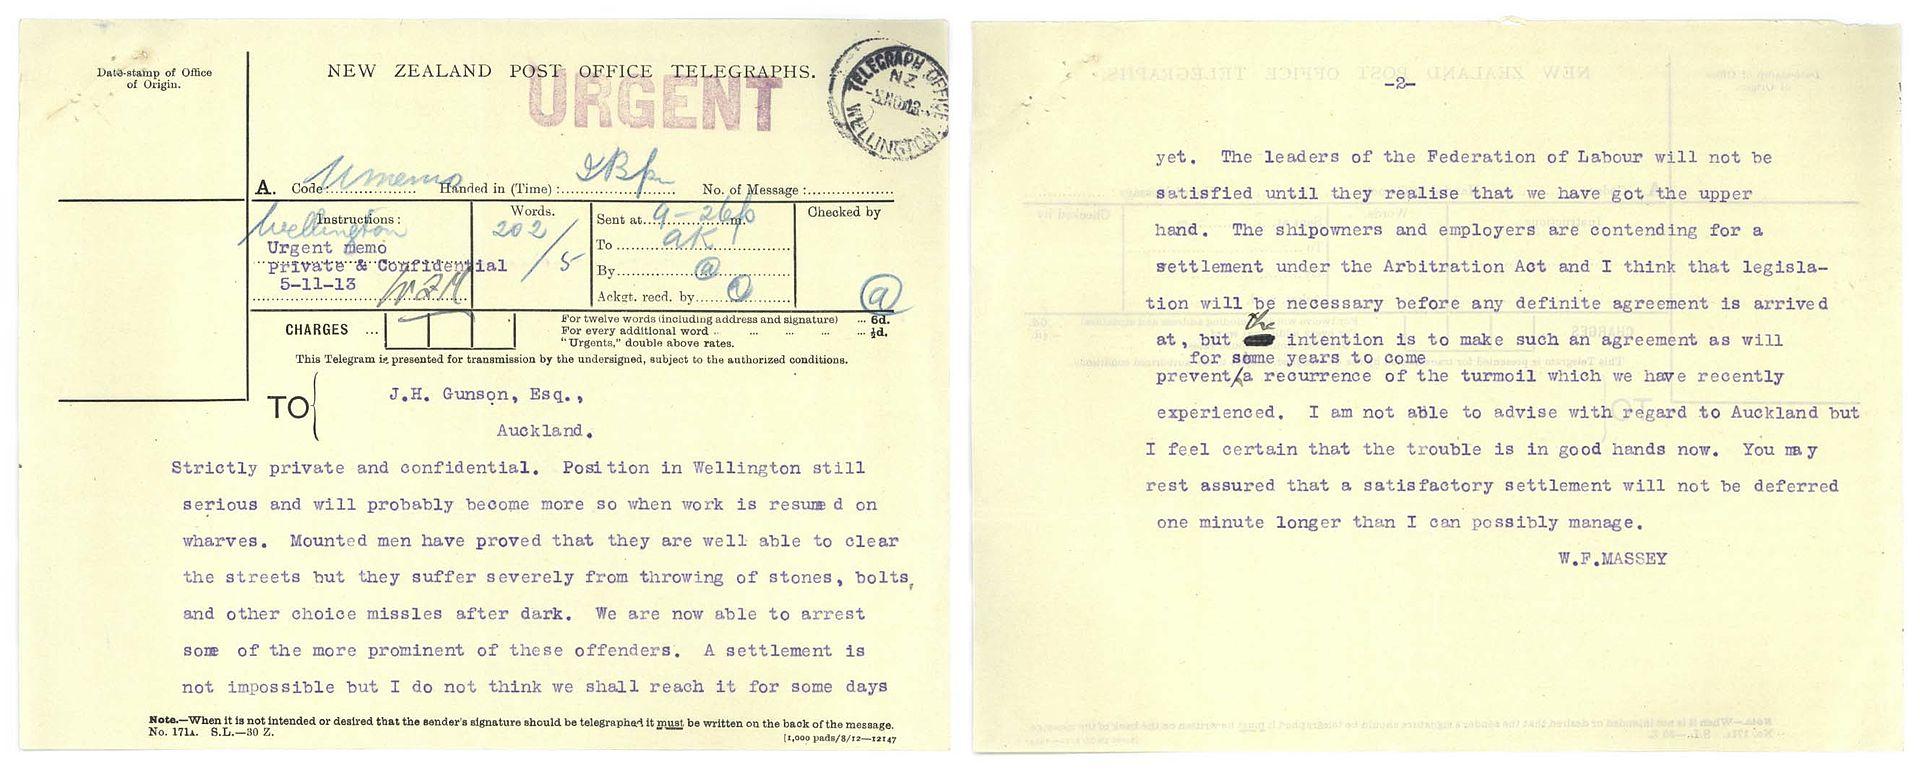 Date-stamp of Office
of Origin.
NEW ZEALAND POST OFFICE TELEGRAPHS.
URGENT
TELEGRAPH OFFICE
N.Z.
WELLINGTON
A. Code: Umemo Handed in (Time): No. of Message:
Instructions:
Wellington
Urgent memo
private & Confidential
5-11-13
Words.
202/5
Sent at 9-26 p m
To AK
By a
Ackgt. recd. by
Checked by
a
CHARGES ...
For twelve words (including address and signature) ... 6d.
For every additional word .. ... ... ... ½d.
"Urgents," double above rates.
This Telegram is presented for transmission by the undersigned, subject to the authorized conditions.
TO J.H. Gunson, Esq.,
Auckland.
Strictly private and confidential. Position in Wellington still
serious and will probably become more so when work is resumed on
wharves. Mounted men have proved that they are well able to clear
the streets but they suffer severely from throwing of stones, bolts,
and other choice missles after dark. We are now able to arrest
some of the more prominent of these offenders. A settlement is
not impossible but I do not think we shall reach it for some days
Note.—When it is not intended or desired that the sender's signature should be telegraphed it must be written on the back of the message.
No. 171A. S.L.—30 Z.
[1,000 pads/8/12—12147
-2-
yet. The leaders of the Federation of Labour will not be
satisfied until they realise that we have got the upper
hand. The shipowners and employers are contending for a
settlement under the Arbitration Act and I think that legisla-
tion will be necessary before any definite agreement is arrived
at, but the intention is to make such an agreement as will
for some years to come
prevent/a recurrence of the turmoil which we have recently
experienced. I am not able to advise with regard to Auckland but
I feel certain that the trouble is in good hands now. You may
rest assured that a satisfactory settlement will not be deferred
one minute longer than I can possibly manage.
W.F.MASSEY